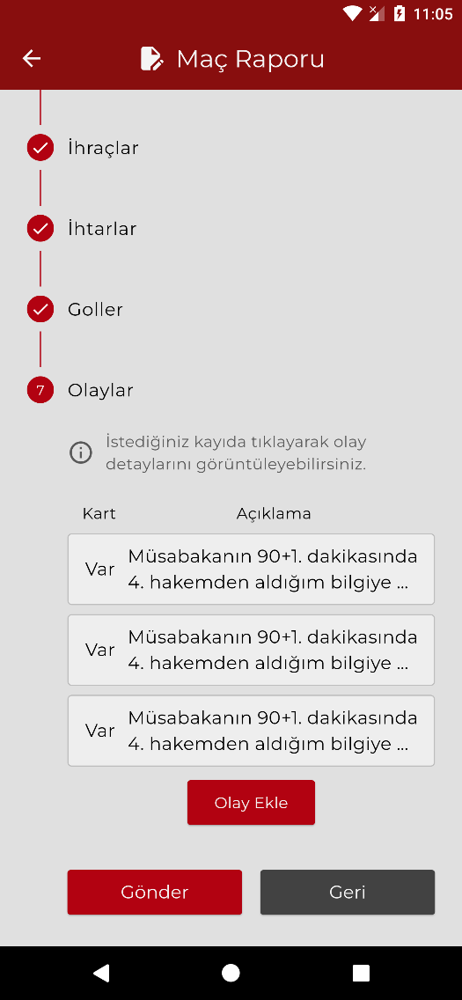 11:05
Maç Raporu
İhraçlar
İhtarlar
Goller
7 Olaylar
İstediğiniz kayıda tıklayarak olay
detaylarını görüntüleyebilirsiniz.
Kart Açıklama
Var Müsabakanın 90+1. dakikasında
4. hakemden aldığım bilgiye ...
Var Müsabakanın 90+1. dakikasında
4. hakemden aldığım bilgiye ...
Var Müsabakanın 90+1. dakikasında
4. hakemden aldığım bilgiye ...
Olay Ekle
Gönder Geri